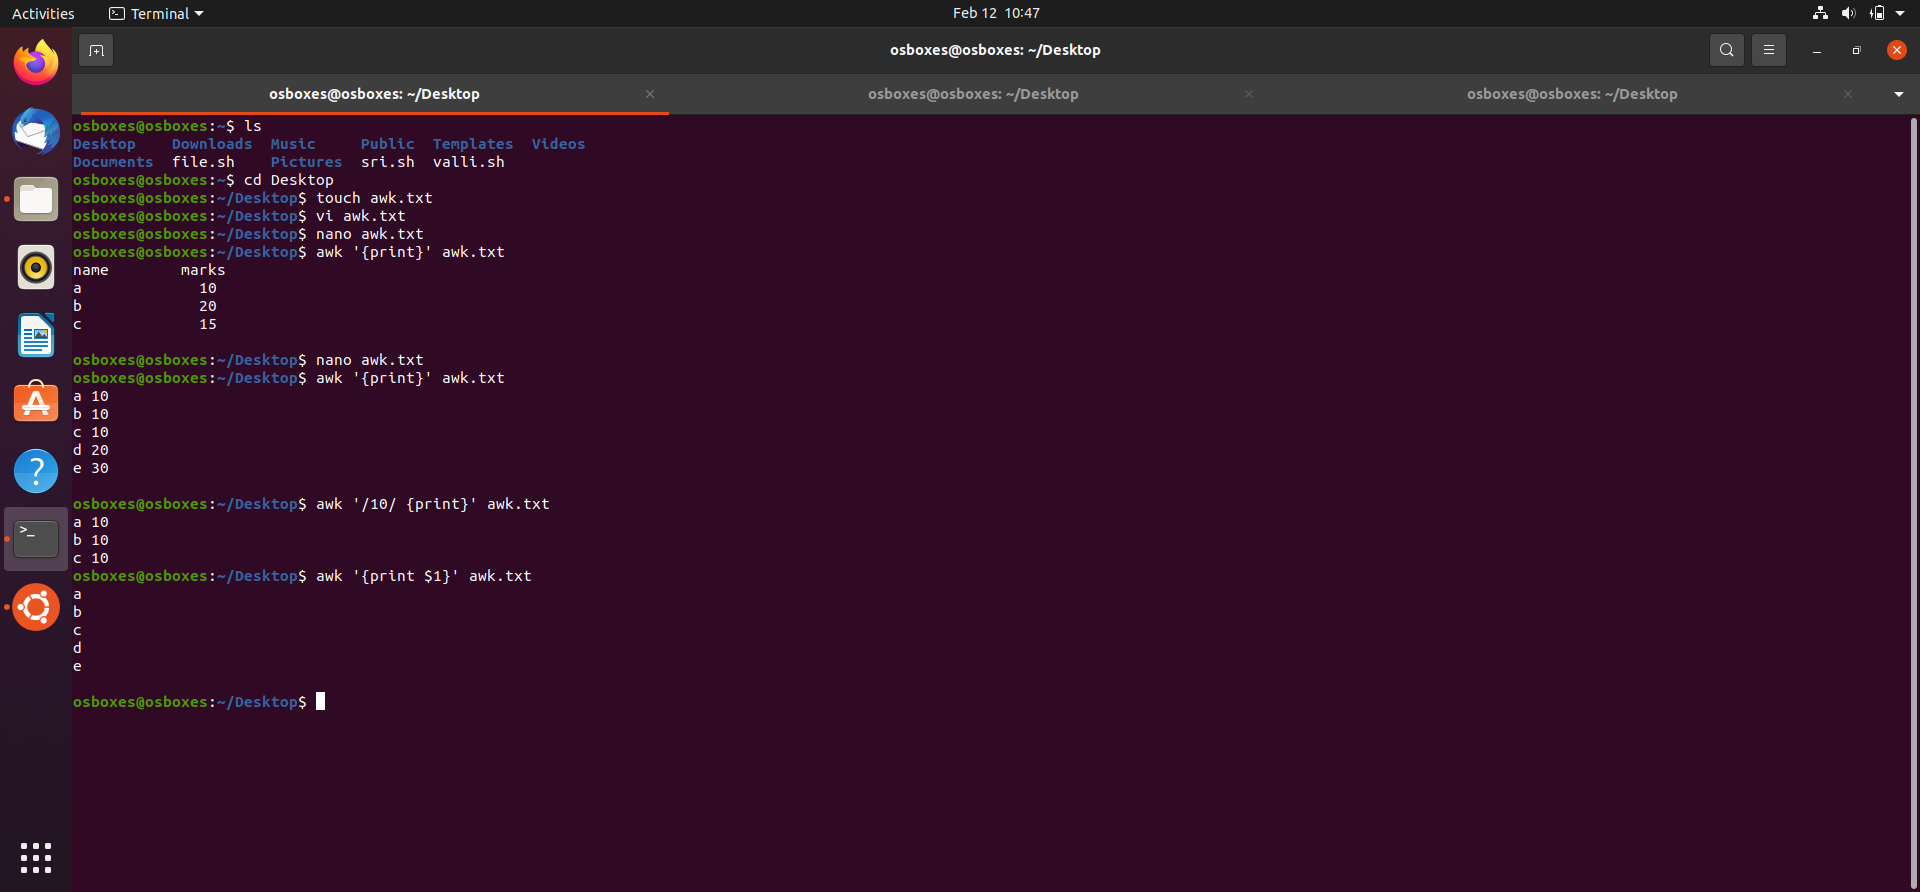 Activities Terminal Feb 12 10:47
osboxes@osboxes: ~/Desktop
osboxes@osboxes: ~/Desktop osboxes@osboxes: ~/Desktop osboxes@osboxes: ~/Desktop
osboxes@osboxes:~$ ls
Desktop Downloads Music Public Templates Videos
Documents file.sh Pictures sri.sh valli.sh
osboxes@osboxes:~$ cd Desktop
osboxes@osboxes:~/Desktop$ touch awk.txt
osboxes@osboxes:~/Desktop$ vi awk.txt
osboxes@osboxes:~/Desktop$ nano awk.txt
osboxes@osboxes:~/Desktop$ awk '{print}' awk.txt
name marks
a 10
b 20
c 15
osboxes@osboxes:~/Desktop$ nano awk.txt
osboxes@osboxes:~/Desktop$ awk '{print}' awk.txt
a 10
b 10
c 10
d 20
e 30
osboxes@osboxes:~/Desktop$ awk '/10/ {print}' awk.txt
a 10
b 10
c 10
osboxes@osboxes:~/Desktop$ awk '{print $1}' awk.txt
a
b
c
d
e
osboxes@osboxes:~/Desktop$